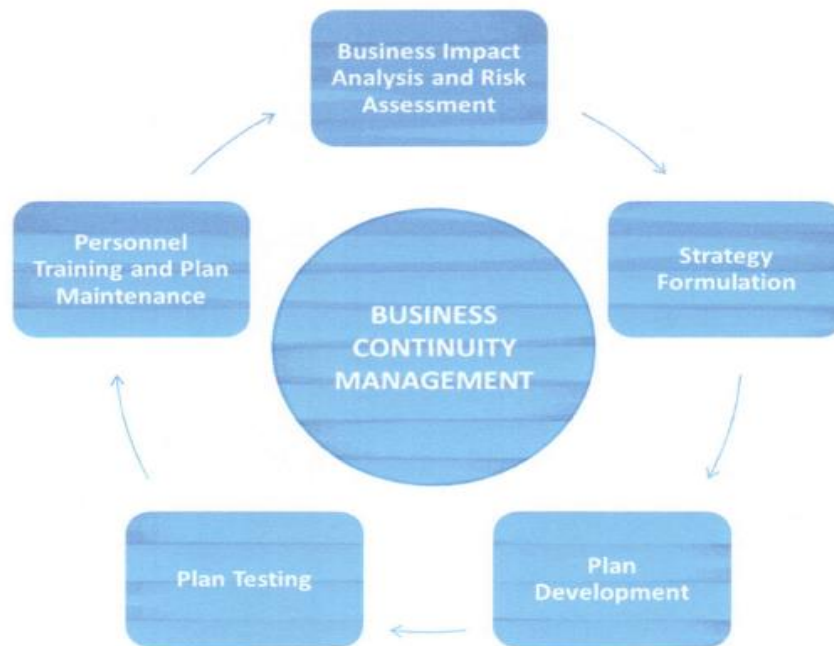 Business Impact
Analysis and Risk
Assessment
Strategy
Formulation
Plan
Development
Plan Testing
Personnel
Training and Plan
Maintenance
BUSINESS
CONTINUITY
MANAGEMENT